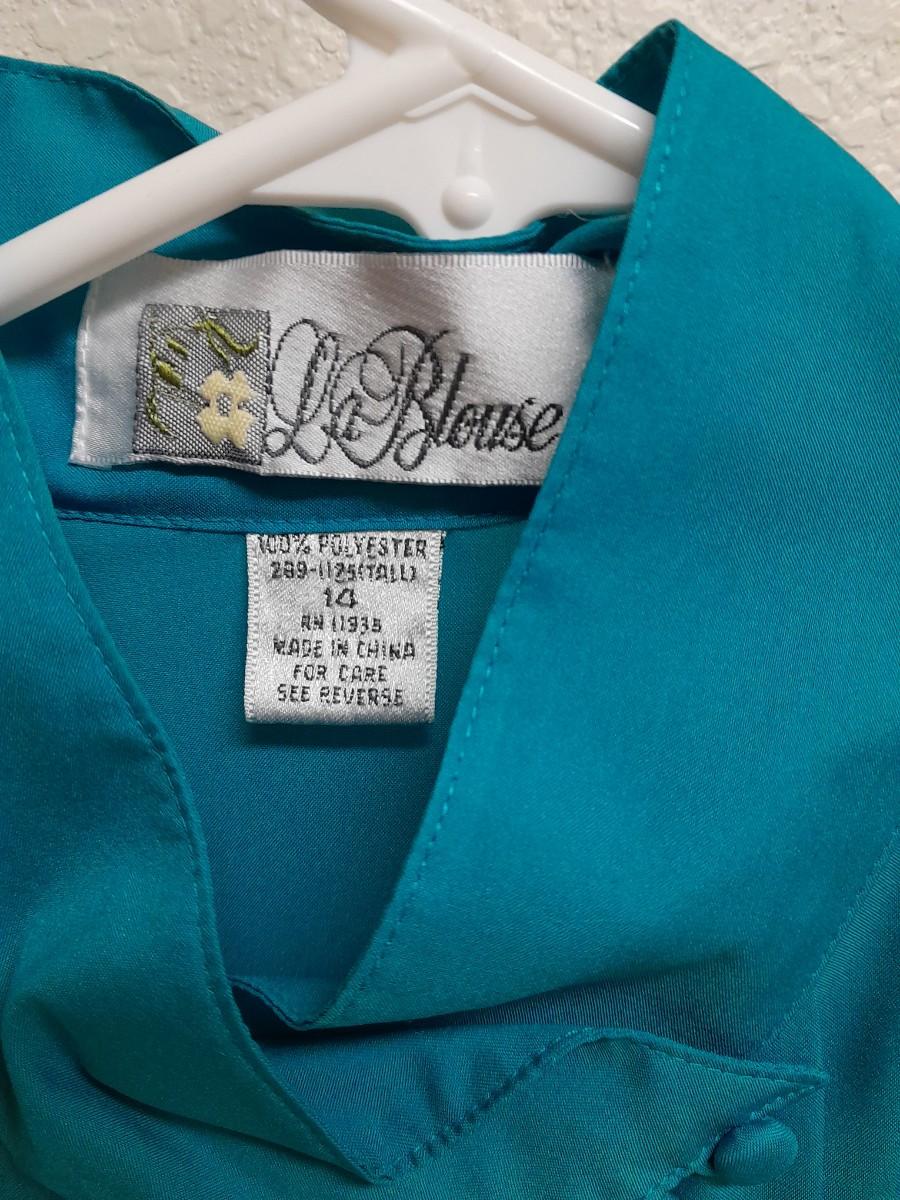 La Blouse
100% POLYESTER
289-1125(TALL)
14
RN 11935
MADE IN CHINA
FOR CARE
SEE REVERSE